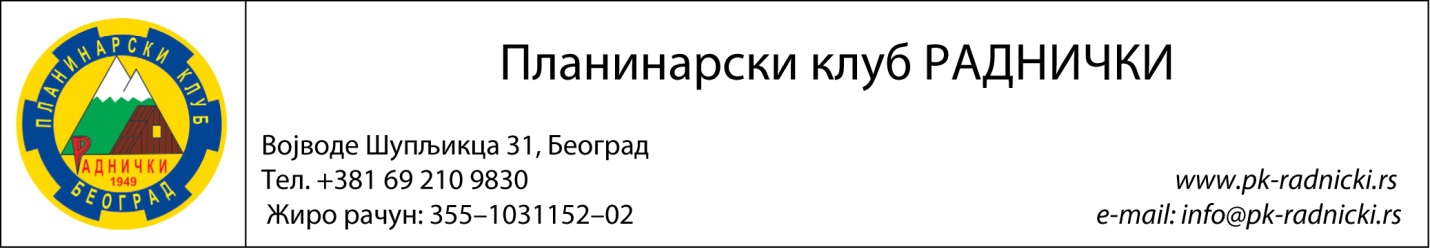 ПЛАНИНАРСКИ КЛУБ
РАДНИЧКИ
1949
БЕОГРАД
Планинарски клуб РАДНИЧКИ
Војводе Шупљикца 31, Београд
Тел. +381 69 210 9830
Жиро рачун: 355–1031152–02
www.pk-radnicki.rs
e-mail: info@pk-radnicki.rs